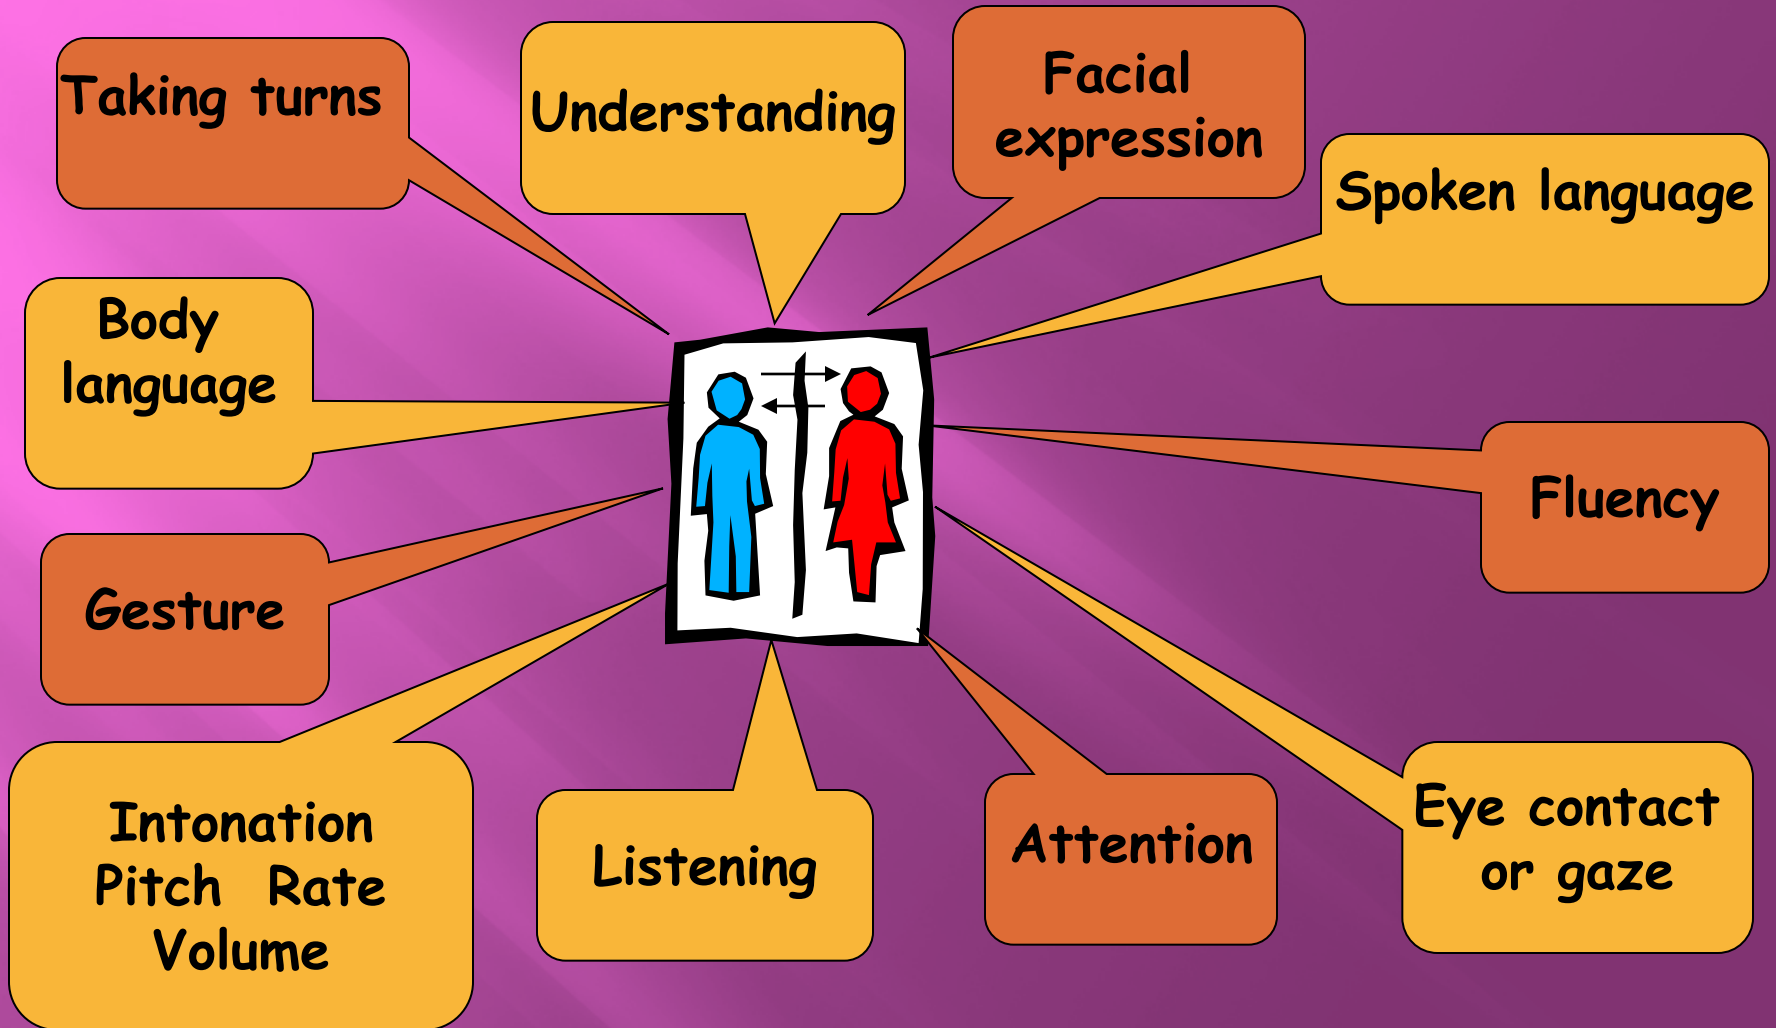 Taking turns
Understanding
Facial
expression
Spoken language
Body
language
Fluency
Gesture
Intonation
Pitch Rate
Volume
Listening
Attention
Eye contact
or gaze